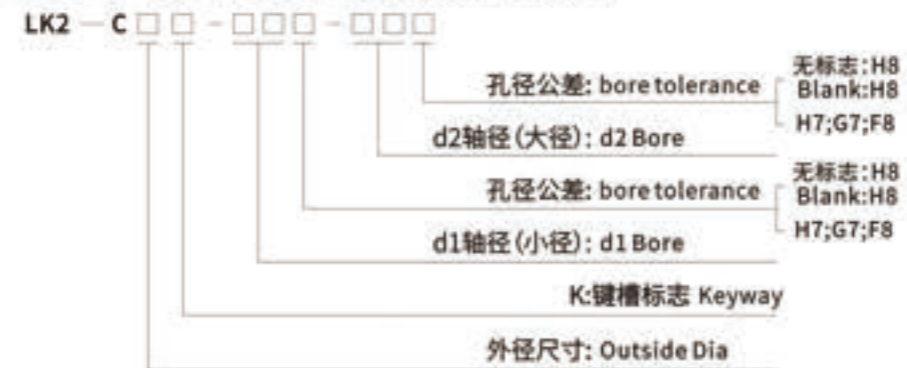 LK2 — C □ □ - □□ □ - □□ □
孔径公差: bore tolerance
无标志:H8
Blank:H8
H7;G7;F8
d2轴径(大径): d2 Bore
孔径公差: bore tolerance
无标志:H8
Blank:H8
H7;G7;F8
d1轴径(小径): d1 Bore
K:键槽标志 Keyway
外径尺寸: Outside Dia